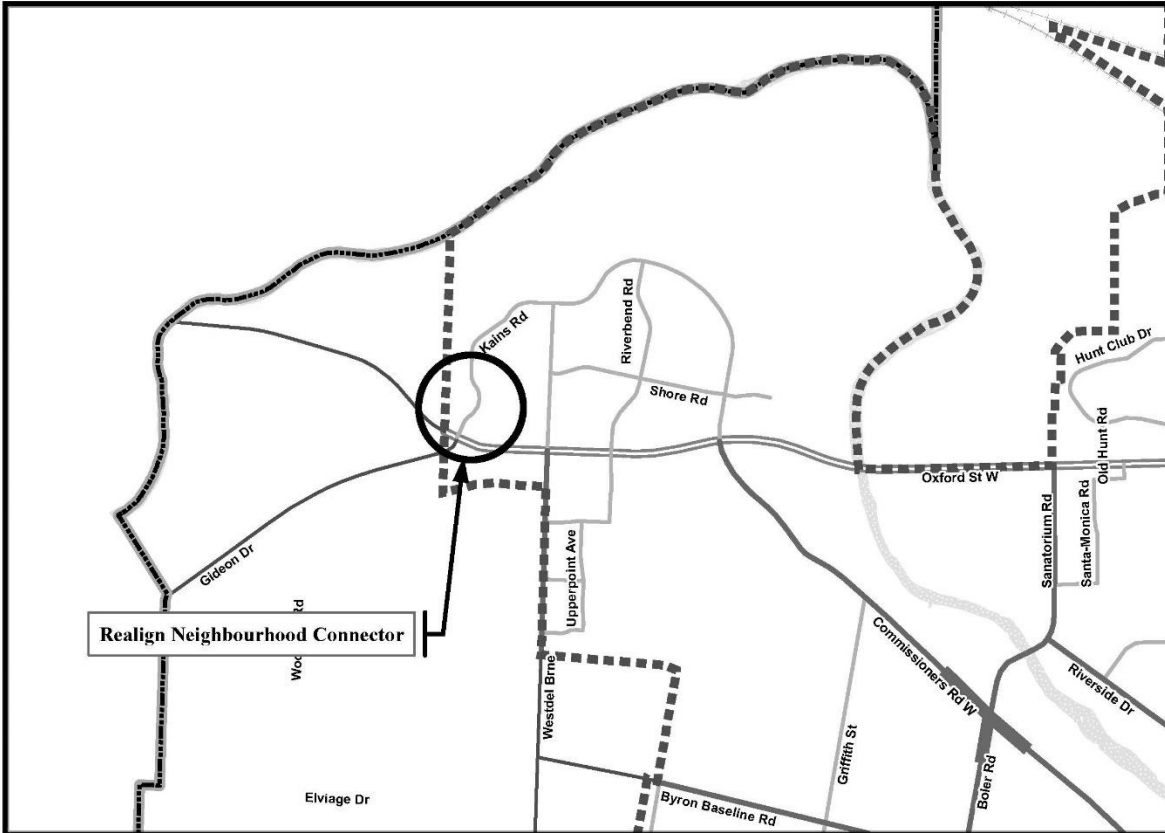 Kains Rd
Riverbend Rd
Shore Rd
Hunt Club Dr
Old Hunt Rd
Oxford St W
Sanatorium Rd
Santa-Monica Rd
Gideon Dr
Upperpoint Ave
Realign Neighbourhood Connector
Westdel Brne
Commissioners Rd W
Riverside Dr
Griffith St
Boler Rd
Elviage Dr
Byron Baseline Rd